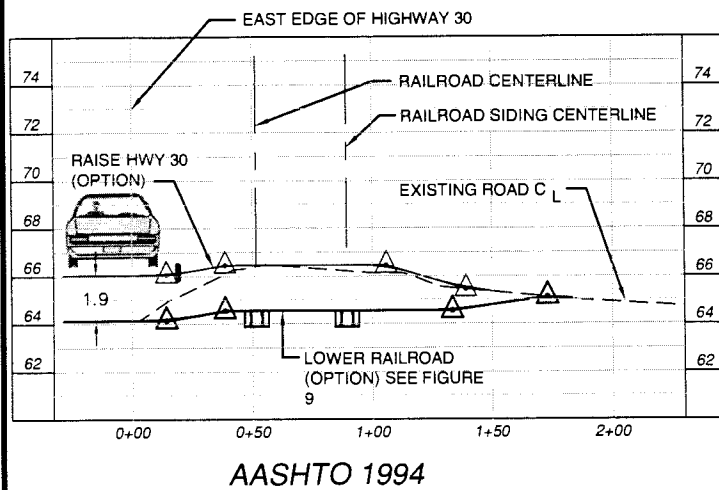 EAST EDGE OF HIGHWAY 30
74
74
RAILROAD CENTERLINE
RAILROAD SIDING CENTERLINE
72
72
RAISE HWY 30
(OPTION)
70
70
EXISTING ROAD C L
68
68
66
66
1.9
64
64
LOWER RAILROAD
(OPTION) SEE FIGURE
9
62
62
0+00 0+50 1+00 1+50 2+00
AASHTO 1994